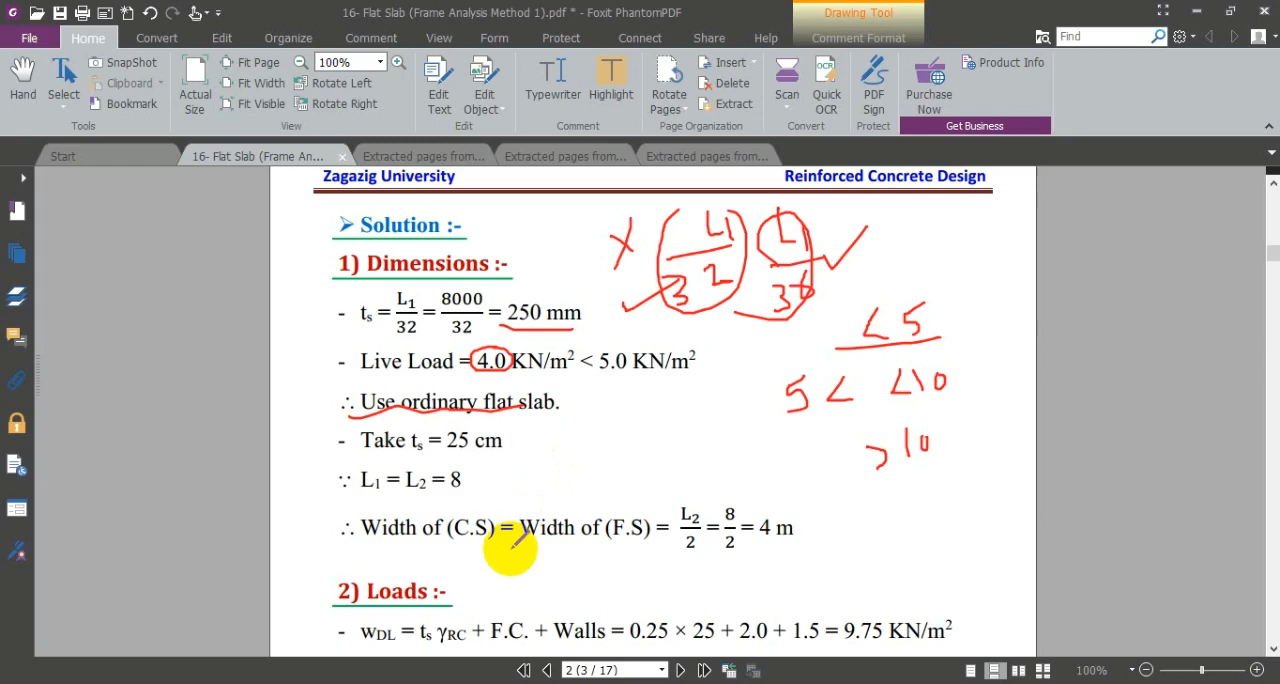 16- Flat Slab (Frame Analysis Method 1).pdf * - Foxit PhantomPDF
Drawing Tool
File Home Convert Edit Organize Comment View Form Protect Connect Share Help Comment Format
Find
Hand
Select
SnapShot
Clipboard
Bookmark
Tools
Actual Size
Fit Page
Fit Width
Fit Visible
100%
Rotate Left
Rotate Right
View
Edit Text
Edit Object
Edit
Typewriter
Highlight
Comment
Rotate Pages
Insert
Delete
Extract
Page Organization
Scan
Quick OCR
Convert
PDF Sign
Protect
Purchase Now
Product Info
Get Business
Start
16- Flat Slab (Frame An... x
Extracted pages from...
Extracted pages from...
Extracted pages from...
Zagazig University Reinforced Concrete Design
➤ Solution :-
1) Dimensions :-
- ts = L1/32 = 8000/32 = 250 mm
- Live Load = 4.0 KN/m² < 5.0 KN/m²
∴ Use ordinary flat slab.
- Take ts = 25 cm
∵ L1 = L2 = 8
∴ Width of (C.S) = Width of (F.S) = L2/2 = 8/2 = 4 m
2) Loads :-
- wDL = ts γRC + F.C. + Walls = 0.25 × 25 + 2.0 + 1.5 = 9.75 KN/m²
L1
32
L1
36
< 5
5 < < 10
> 10
2 (3 / 17)
100%